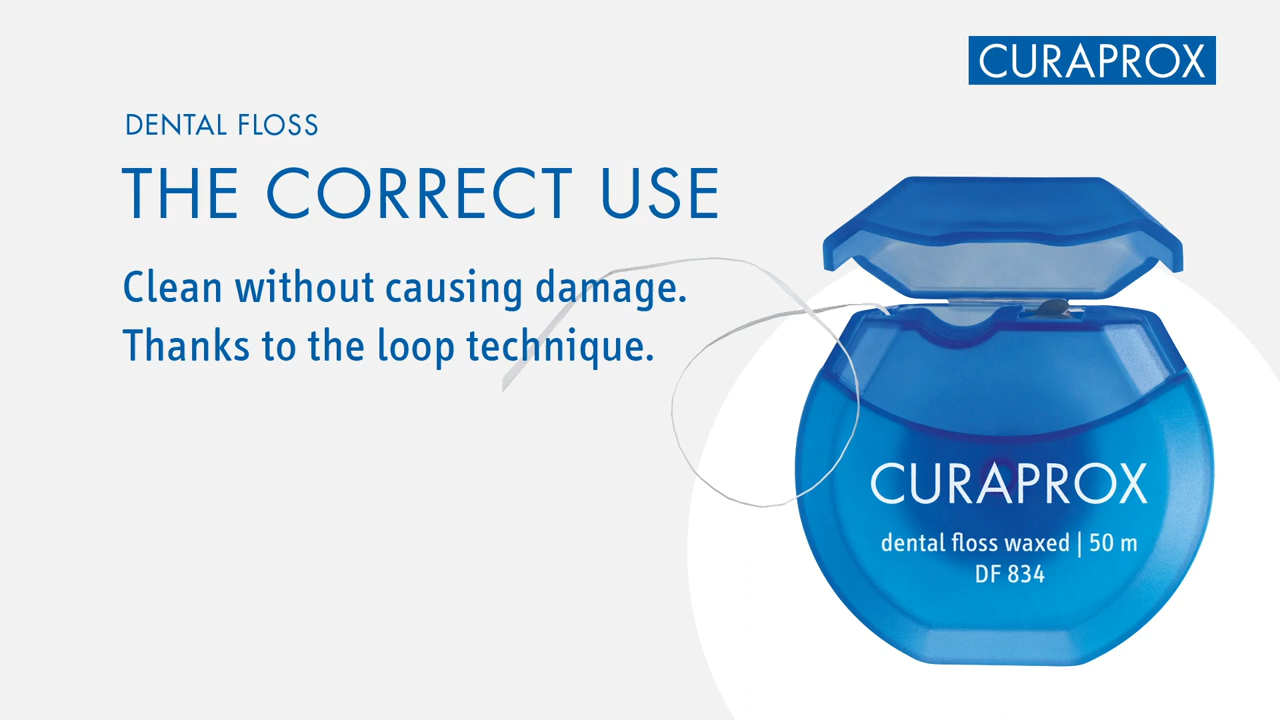 CURAPROX
DENTAL FLOSS
THE CORRECT USE
Clean without causing damage.
Thanks to the loop technique.
CURAPROX
dental floss waxed | 50 m
DF 834